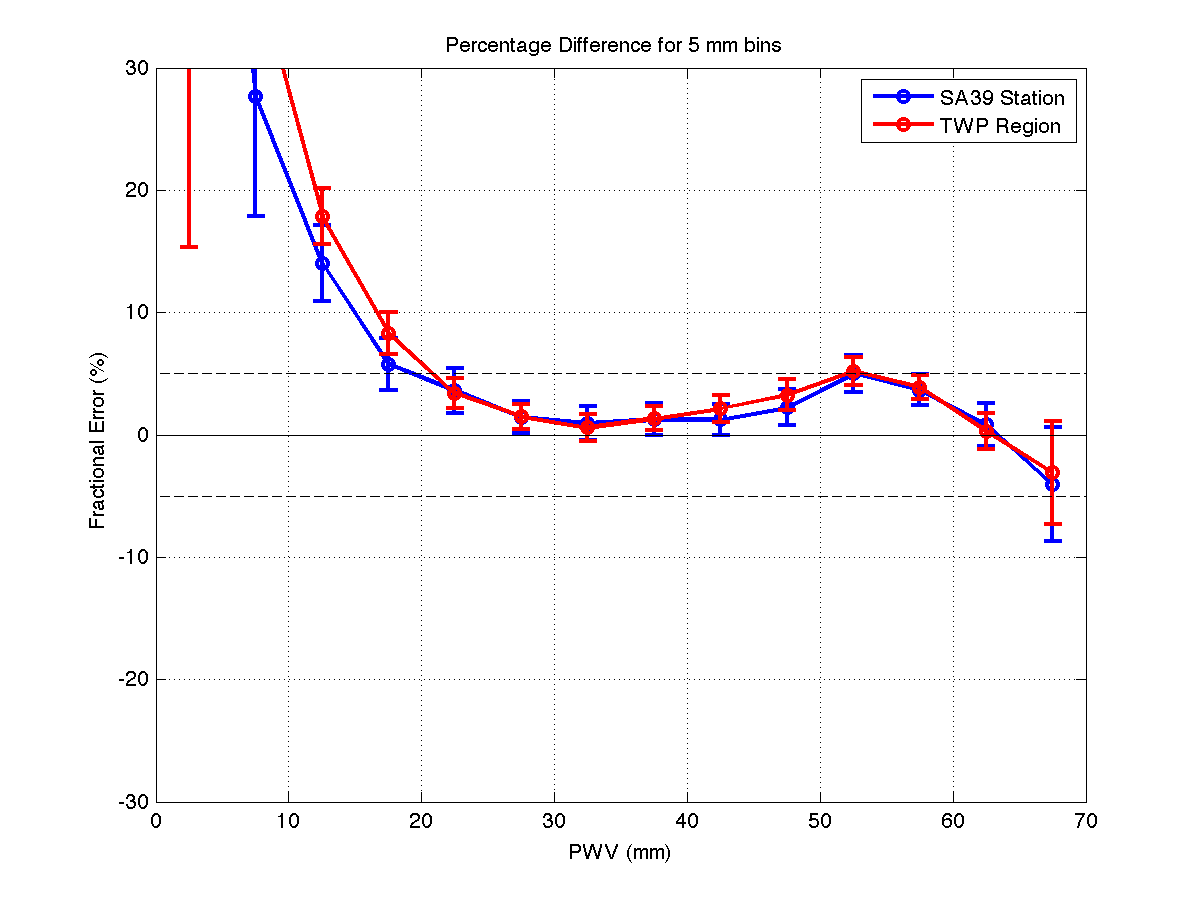 Percentage Difference for 5 mm bins
SA39 Station
TWP Region
Fractional Error (%)
30
20
10
0
-10
-20
-30
0 10 20 30 40 50 60 70
PWV (mm)